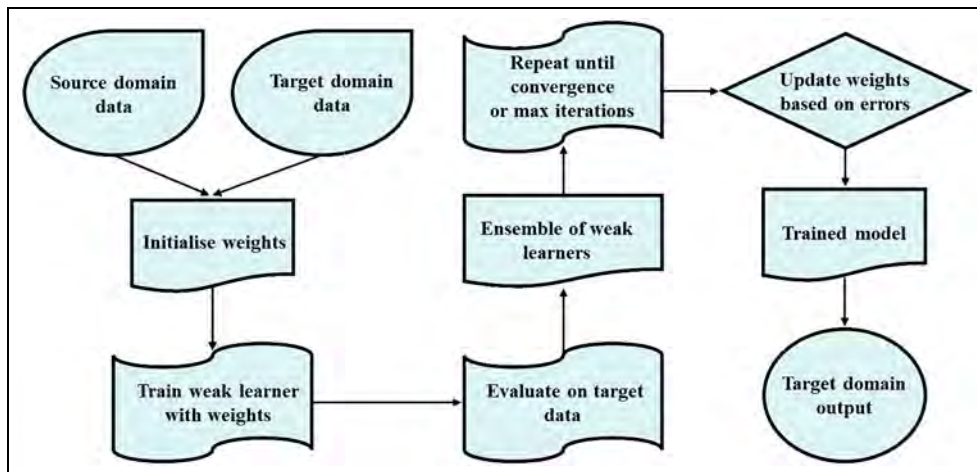 Source domain
data
Target domain
data
Initialise weights
Train weak learner
with weights
Evaluate on target
data
Ensemble of weak
learners
Repeat until
convergence
or max iterations
Update weights
based on errors
Trained model
Target domain
output